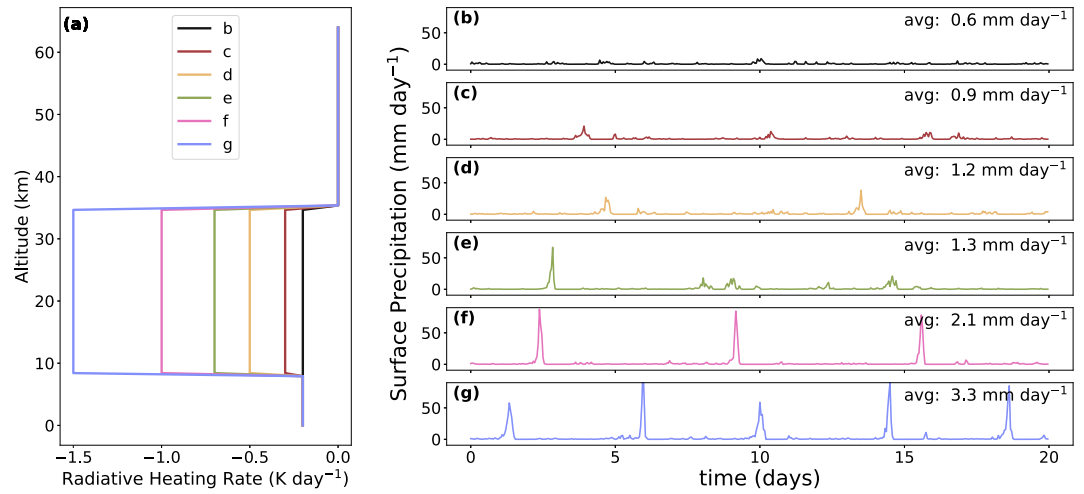 (a)
b
c
d
e
f
g
60
50
40
30
20
10
0
Altitude (km)
−1.5
−1.0
−0.5
0.0
Radiative Heating Rate (K day⁻¹)
Surface Precipitation (mm day⁻¹)
(b)
avg: 0.6 mm day⁻¹
50
0
(c)
avg: 0.9 mm day⁻¹
50
0
(d)
avg: 1.2 mm day⁻¹
50
0
(e)
avg: 1.3 mm day⁻¹
50
0
(f)
avg: 2.1 mm day⁻¹
50
0
(g)
avg: 3.3 mm day⁻¹
50
0
0
5
10
15
20
time (days)